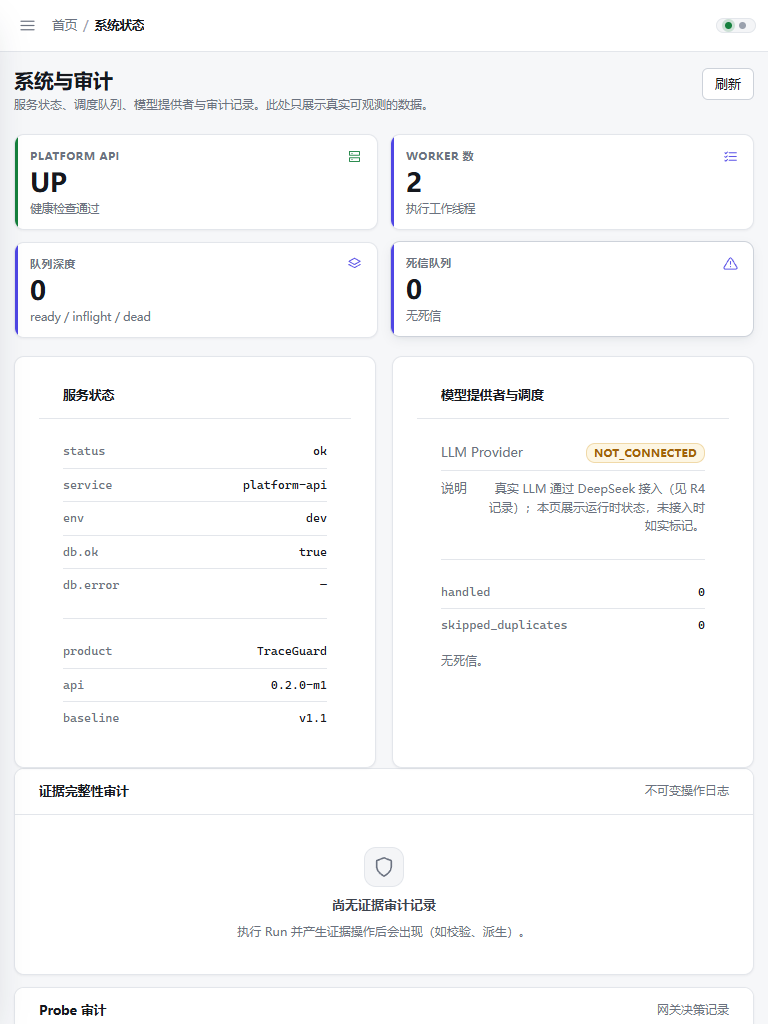 首页 / 系统状态
系统与审计
刷新
服务状态、调度队列、模型提供者与审计记录。此处只展示真实可观测的数据。
PLATFORM API
UP
健康检查通过
WORKER 数
2
执行工作线程
队列深度
0
ready / inflight / dead
死信队列
0
无死信
服务状态
status ok
service platform-api
env dev
db.ok true
db.error —
product TraceGuard
api 0.2.0-m1
baseline v1.1
模型提供者与调度
LLM Provider NOT_CONNECTED
说明 真实 LLM 通过 DeepSeek 接入（见 R4
记录）；本页展示运行时状态，未接入时
如实标记。
handled 0
skipped_duplicates 0
无死信。
证据完整性审计 不可变操作日志
尚无证据审计记录
执行 Run 并产生证据操作后会出现（如校验、派生）。
Probe 审计 网关决策记录